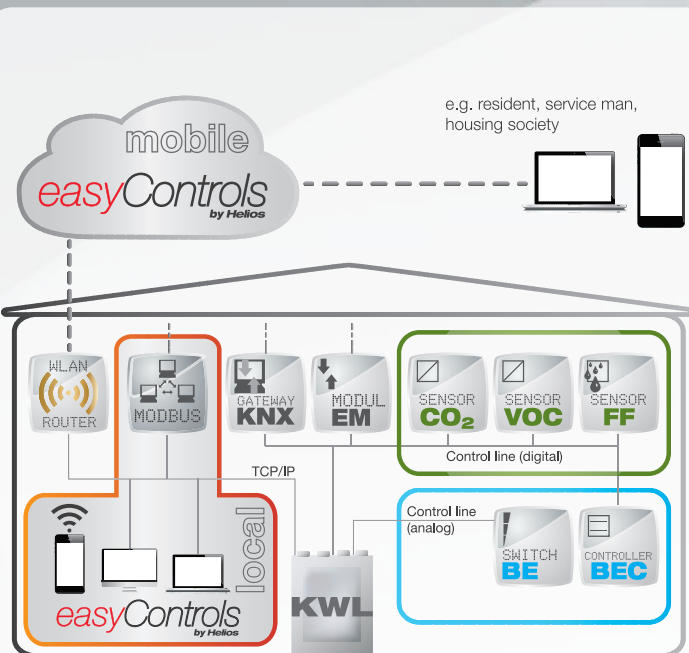 mobile
easyControls
by Helios
e.g. resident, service man,
housing society
WLAN
ROUTER
MODBUS
GATEWAY
KNX
MODUL
EM
SENSOR
CO₂
SENSOR
VOC
SENSOR
FF
Control line (digital)
TCP/IP
Control line
(analog)
SWITCH
BE
CONTROLLER
BEC
local
easyControls
by Helios
KWL